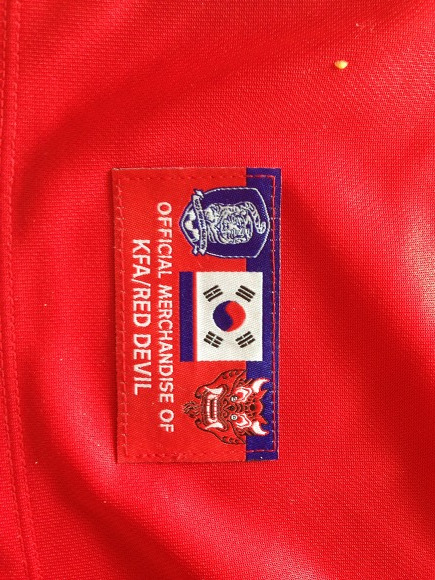 OFFICIAL MERCHANDISE OF
KFA/RED DEVIL